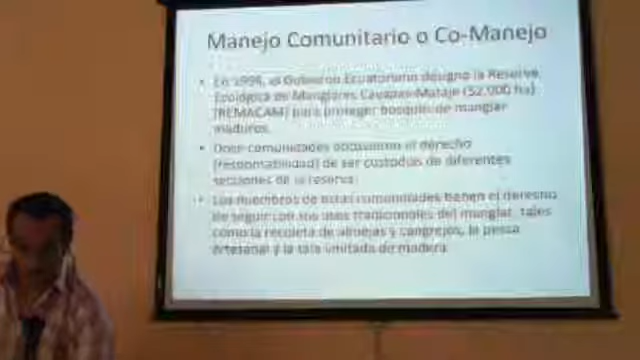 Manejo Comunitario o Co-Manejo
• En 1996, el Gobierno Ecuatoriano designo la Reserva
Ecológica de Manglares Cayapas-Mataje (52.000 ha)
(REMACAM) para proteger bosques de manglar
maduros.
• comunidades obtuvieron el derecho
(responsabilidad) de ser custodios de diferentes
secciones de la reserva.
• Los miembros de estas comunidades tienen el derecho
de seguir con sus usos tradicionales del manglar, tales
como la recolecta de almejas y cangrejos, la pesca
artesanal y la tala limitada de madera.